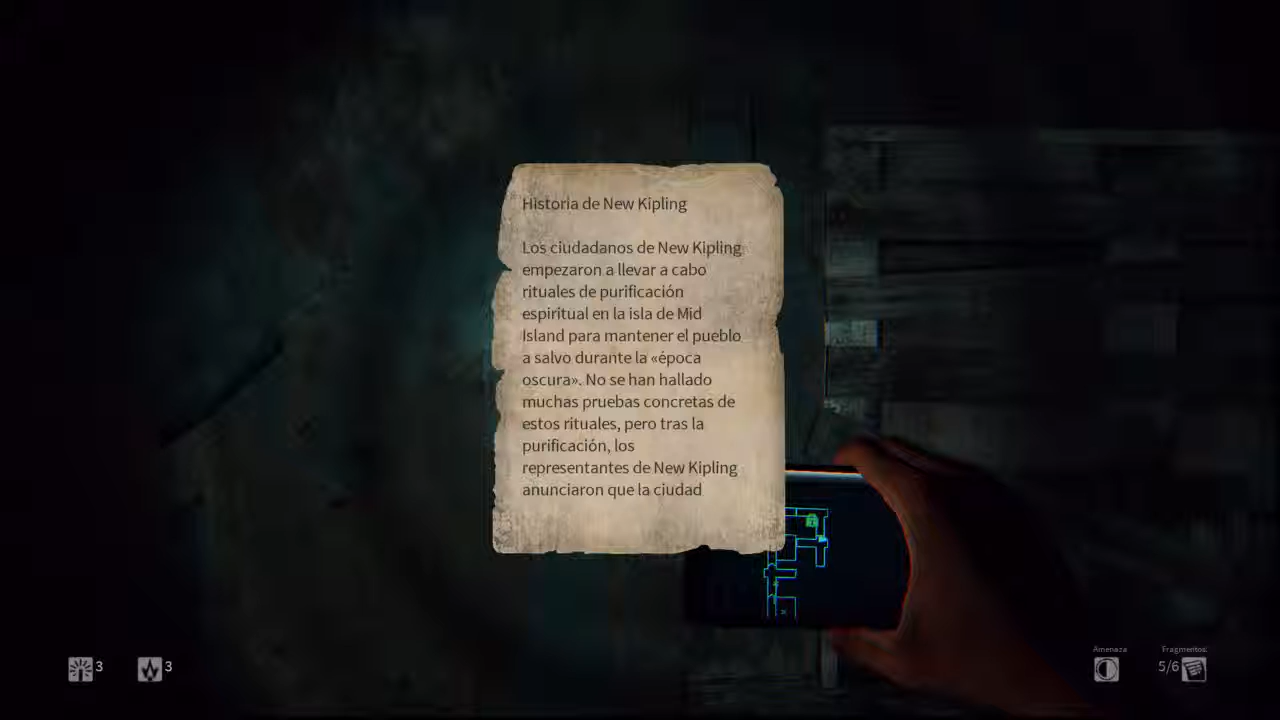 Historia de New Kipling
Los ciudadanos de New Kipling
empezaron a llevar a cabo
rituales de purificación
espiritual en la isla de Mid
Island para mantener el pueblo
a salvo durante la «época
oscura». No se han hallado
muchas pruebas concretas de
estos rituales, pero tras la
purificación, los
representantes de New Kipling
anunciaron que la ciudad
3
3
Amenaza
Fragmentos:
5/6